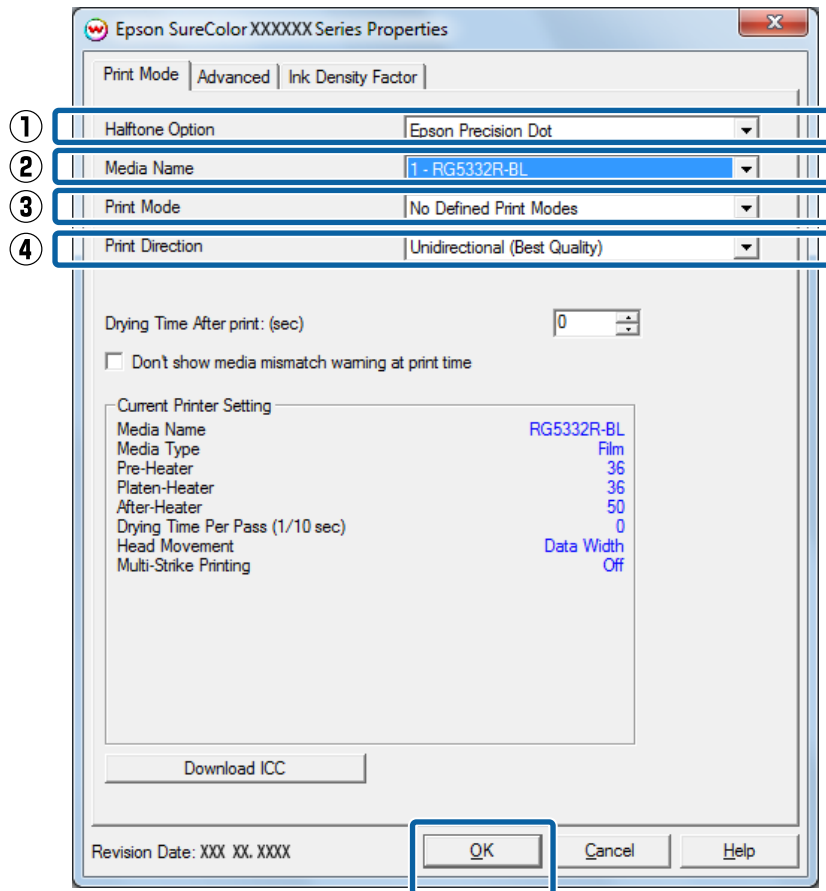 Epson SureColor XXXXXX Series Properties
X
Print Mode Advanced Ink Density Factor
① Halftone Option Epson Precision Dot
② Media Name 1 - RG5332R-BL
③ Print Mode No Defined Print Modes
④ Print Direction Unidirectional (Best Quality)
Drying Time After print: (sec) 0
Don't show media mismatch warning at print time
Current Printer Setting
Media Name RG5332R-BL
Media Type Film
Pre-Heater 36
Platen-Heater 36
After-Heater 50
Drying Time Per Pass (1/10 sec) 0
Head Movement Data Width
Multi-Strike Printing Off
Download ICC
Revision Date: XXX XX. XXXX OK Cancel Help